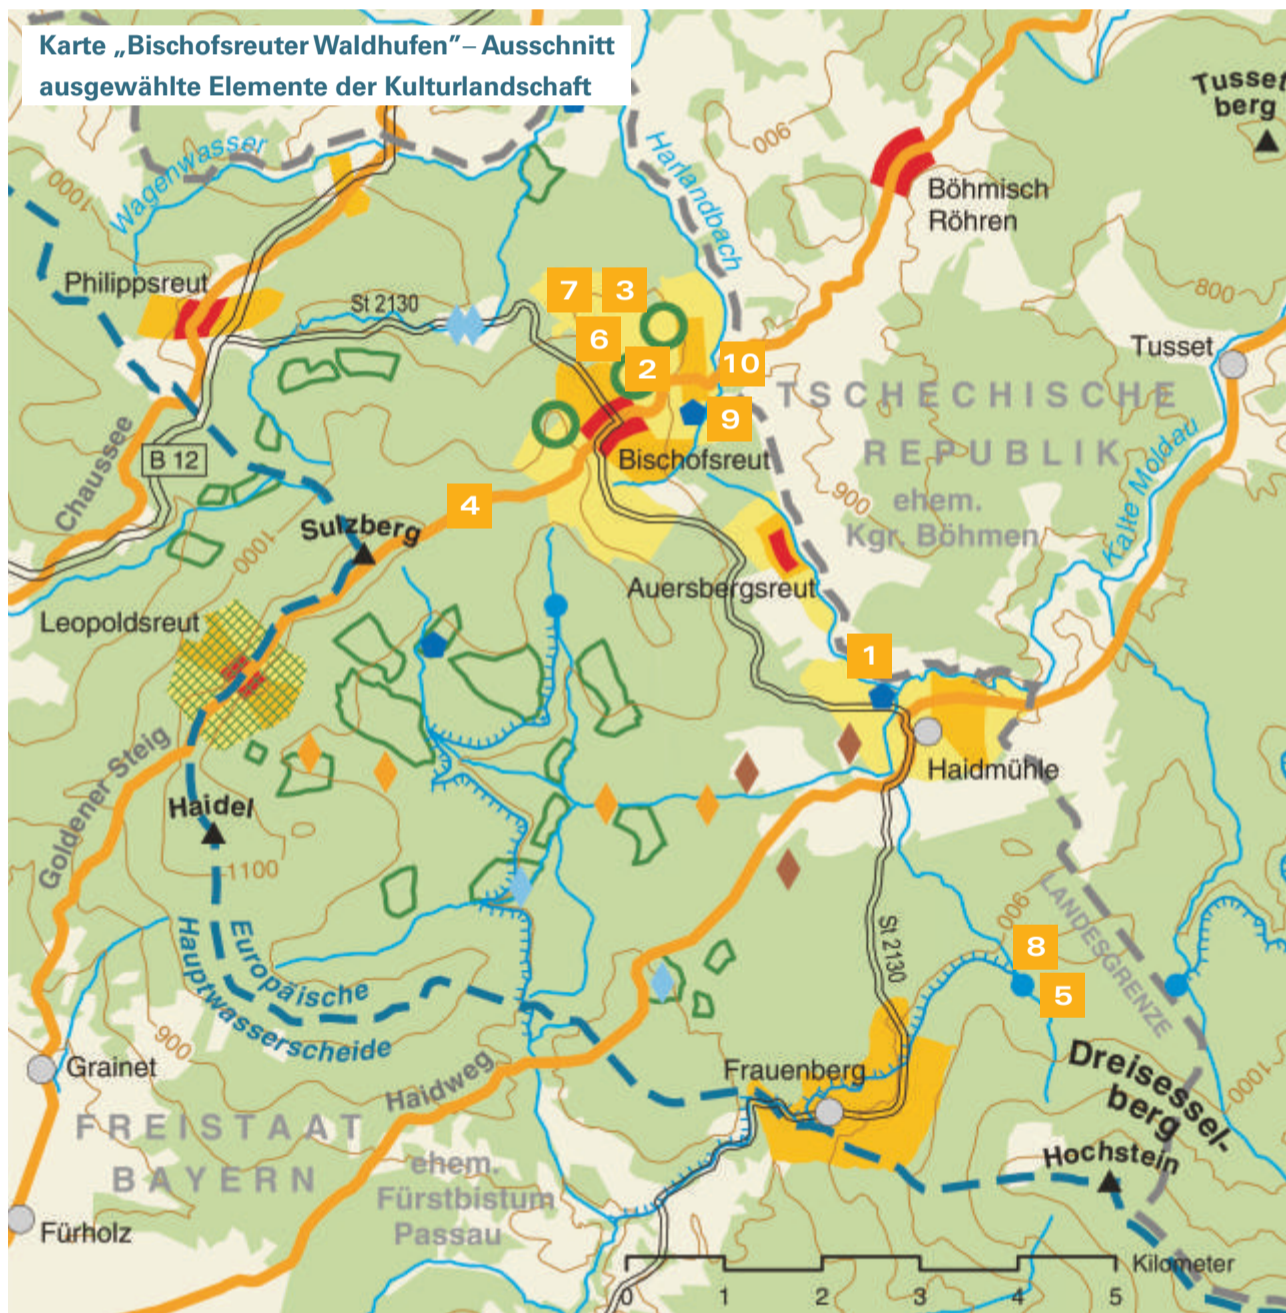 Karte „Bischofsreuter Waldhufen”– Ausschnitt
ausgewählte Elemente der Kulturlandschaft
Tusset
berg
Wagenwasser
Harlandbach
900
1000
Böhmisch
Röhren
Philippsreut
St 2130
7
3
800
6
Tusset
2
10
TSCHECHISCHE
9
REPUBLIK
Chaussee
B 12
Bischofsreut
Kalte Moldau
4
900
ehem.
Kgr. Böhmen
Sulzberg
1000
Auersbergsreut
Leopoldsreut
1
Goldener Steig
Haidmühle
Haidel
1100
LANDESGRENZE
900
St 2130
8
5
Europäische
Hauptwasserscheide
900
Grainet
Haidweg
Frauenberg
Dreisessel-
berg
1000
FREISTAAT
BAYERN
ehem.
Fürstbistum
Passau
Hochstein
Fürholz
Kilometer
0 1 2 3 4 5